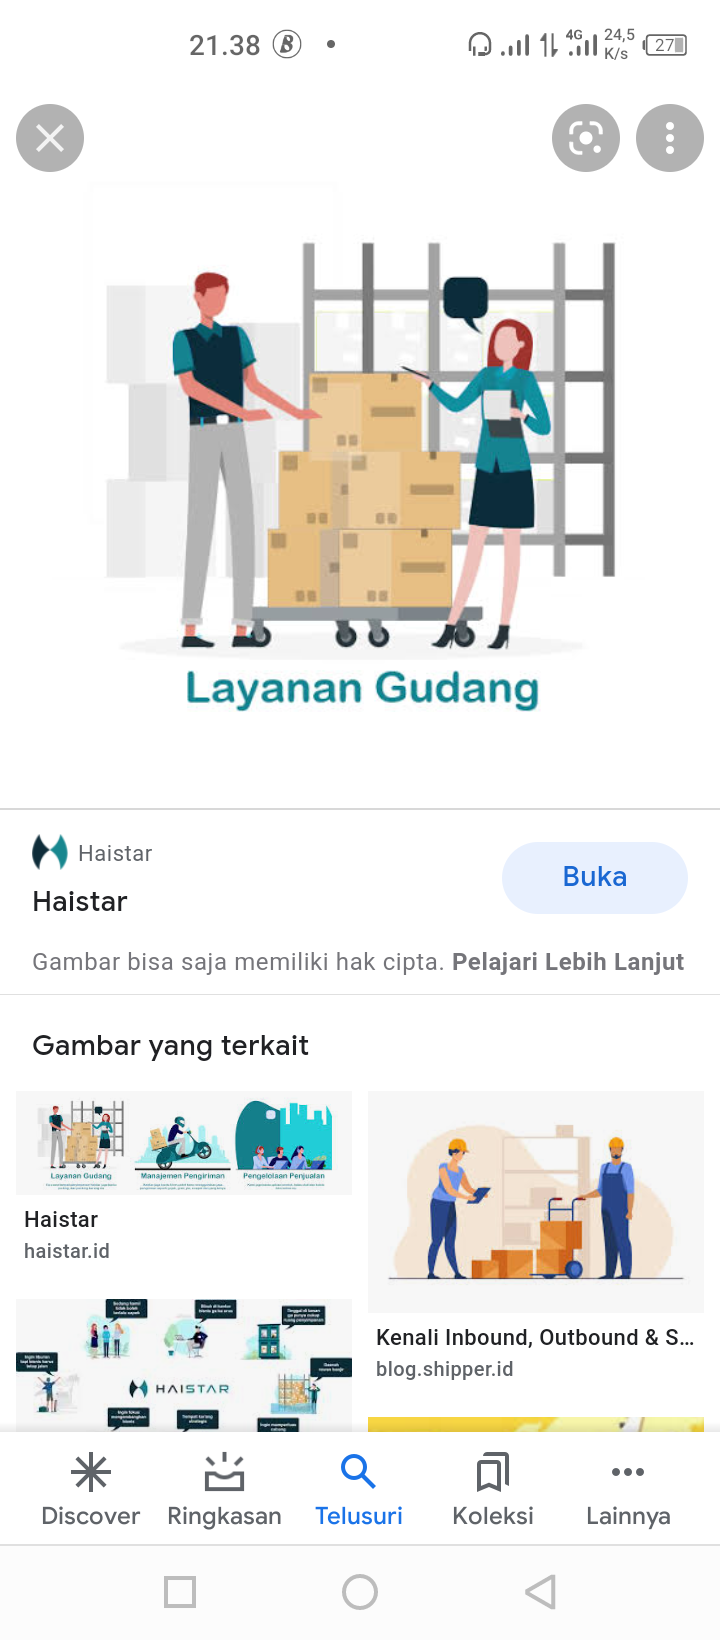 21.38
4G
24,5
K/s
27
Layanan Gudang
Haistar
Haistar
Buka
Gambar bisa saja memiliki hak cipta. Pelajari Lebih Lanjut
Gambar yang terkait
Layanan Gudang
Manajemen Pengiriman
Pengelolaan Penjualan
Haistar
haistar.id
Kenali Inbound, Outbound & S...
blog.shipper.id
HAISTAR
Discover
Ringkasan
Telusuri
Koleksi
Lainnya